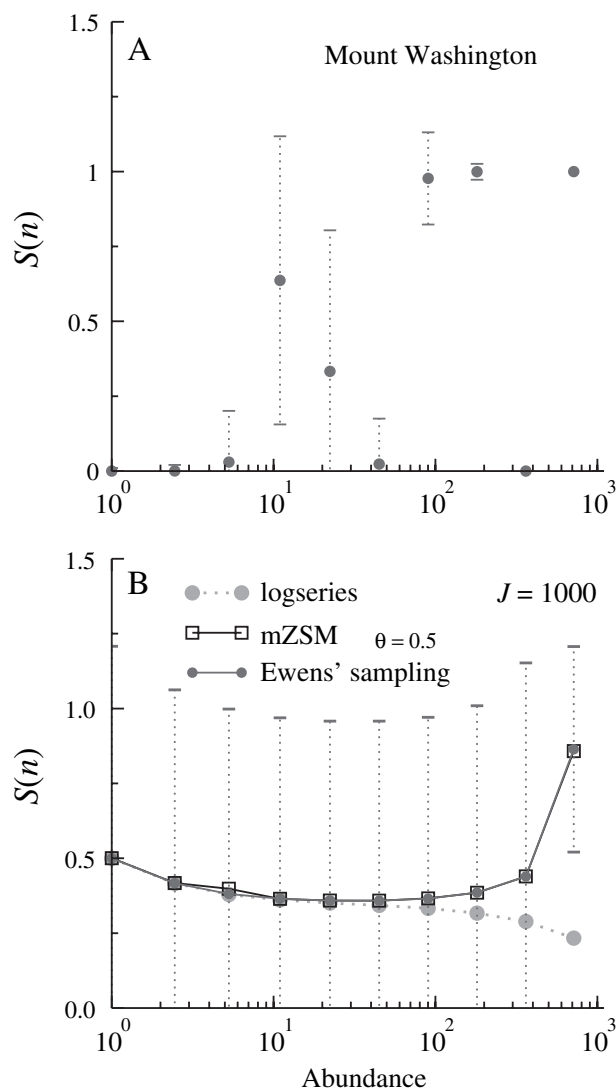 1.5
A
Mount Washington
1
S(n)
0.5
0
10^0
10^1
10^2
10^3
1.5
B
logseries
J = 1000
mZSM
θ = 0.5
Ewens’ sampling
1.0
S(n)
0.5
0.0
10^0
10^1
10^2
10^3
Abundance